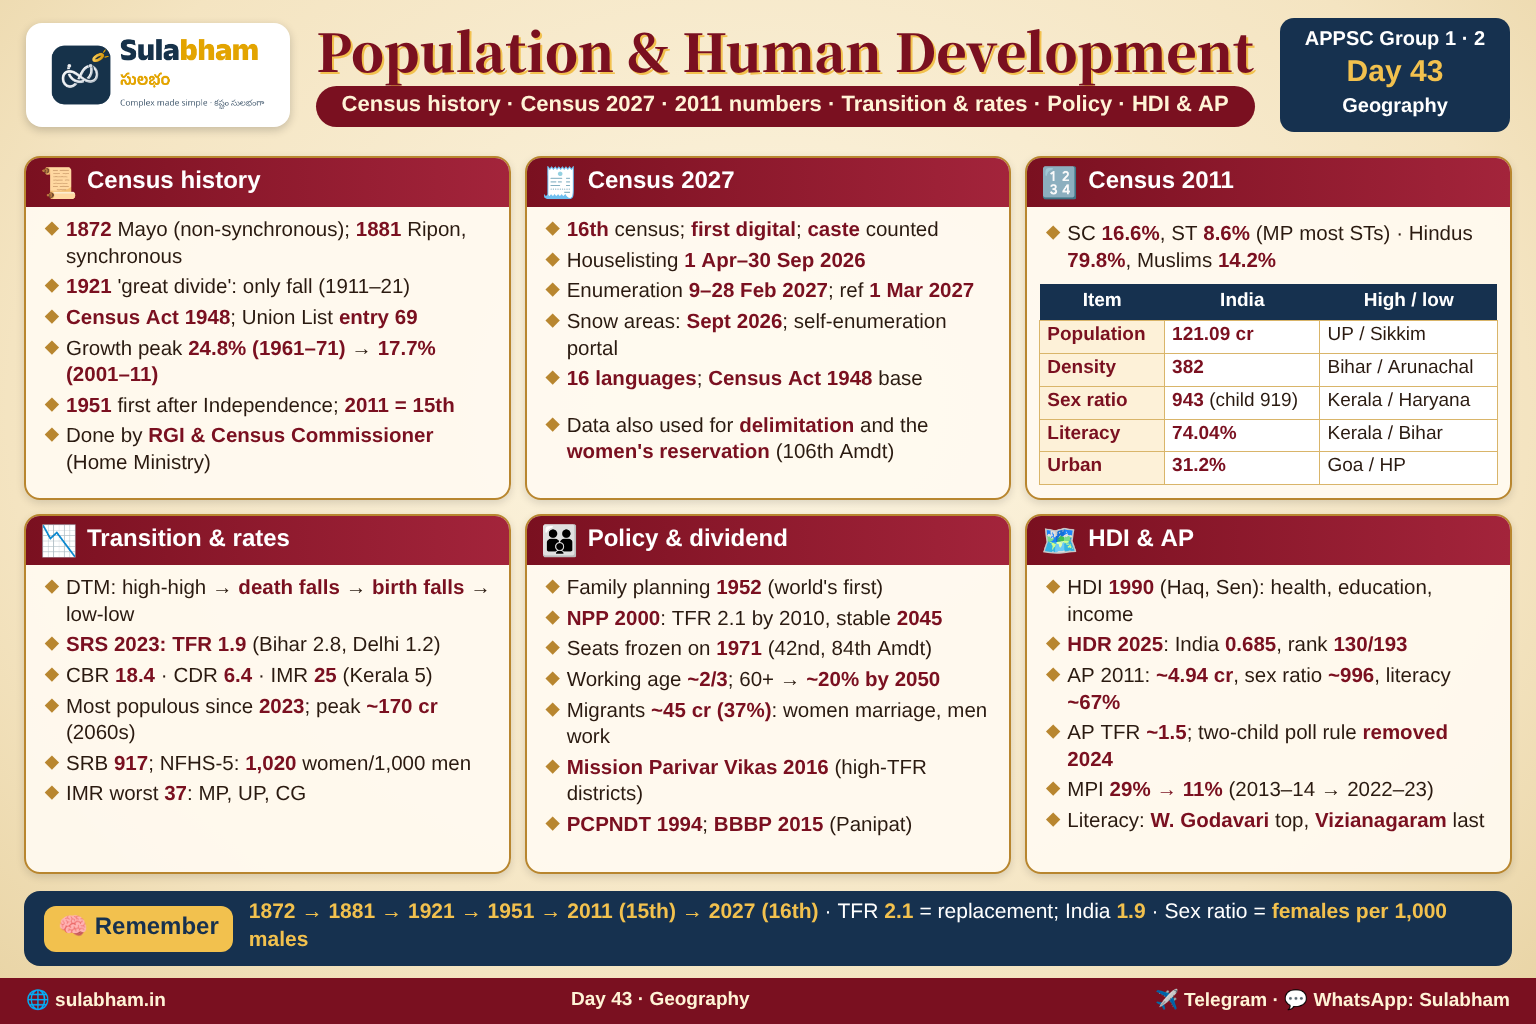 Sulabham
సులభం
Complex made simple · కష్టం సులభంగా
Population & Human Development
Census history · Census 2027 · 2011 numbers · Transition & rates · Policy · HDI & AP
APPSC Group 1 · 2
Day 43
Geography
Census history
1872 Mayo (non-synchronous); 1881 Ripon,
synchronous
1921 'great divide': only fall (1911–21)
Census Act 1948; Union List entry 69
Growth peak 24.8% (1961–71) → 17.7%
(2001–11)
1951 first after Independence; 2011 = 15th
Done by RGI & Census Commissioner
(Home Ministry)
Census 2027
16th census; first digital; caste counted
Houselisting 1 Apr–30 Sep 2026
Enumeration 9–28 Feb 2027; ref 1 Mar 2027
Snow areas: Sept 2026; self-enumeration
portal
16 languages; Census Act 1948 base
Data also used for delimitation and the
women's reservation (106th Amdt)
Census 2011
SC 16.6%, ST 8.6% (MP most STs) · Hindus
79.8%, Muslims 14.2%
Item India High / low
Population 121.09 cr UP / Sikkim
Density 382 Bihar / Arunachal
Sex ratio 943 (child 919) Kerala / Haryana
Literacy 74.04% Kerala / Bihar
Urban 31.2% Goa / HP
Transition & rates
DTM: high-high → death falls → birth falls →
low-low
SRS 2023: TFR 1.9 (Bihar 2.8, Delhi 1.2)
CBR 18.4 · CDR 6.4 · IMR 25 (Kerala 5)
Most populous since 2023; peak ~170 cr
(2060s)
SRB 917; NFHS-5: 1,020 women/1,000 men
IMR worst 37: MP, UP, CG
Policy & dividend
Family planning 1952 (world's first)
NPP 2000: TFR 2.1 by 2010, stable 2045
Seats frozen on 1971 (42nd, 84th Amdt)
Working age ~2/3; 60+ → ~20% by 2050
Migrants ~45 cr (37%): women marriage, men
work
Mission Parivar Vikas 2016 (high-TFR
districts)
PCPNDT 1994; BBBP 2015 (Panipat)
HDI & AP
HDI 1990 (Haq, Sen): health, education,
income
HDR 2025: India 0.685, rank 130/193
AP 2011: ~4.94 cr, sex ratio ~996, literacy
~67%
AP TFR ~1.5; two-child poll rule removed
2024
MPI 29% → 11% (2013–14 → 2022–23)
Literacy: W. Godavari top, Vizianagaram last
Remember
1872 → 1881 → 1921 → 1951 → 2011 (15th) → 2027 (16th) · TFR 2.1 = replacement; India 1.9 · Sex ratio = females per 1,000
males
sulabham.in
Day 43 · Geography
Telegram · WhatsApp: Sulabham